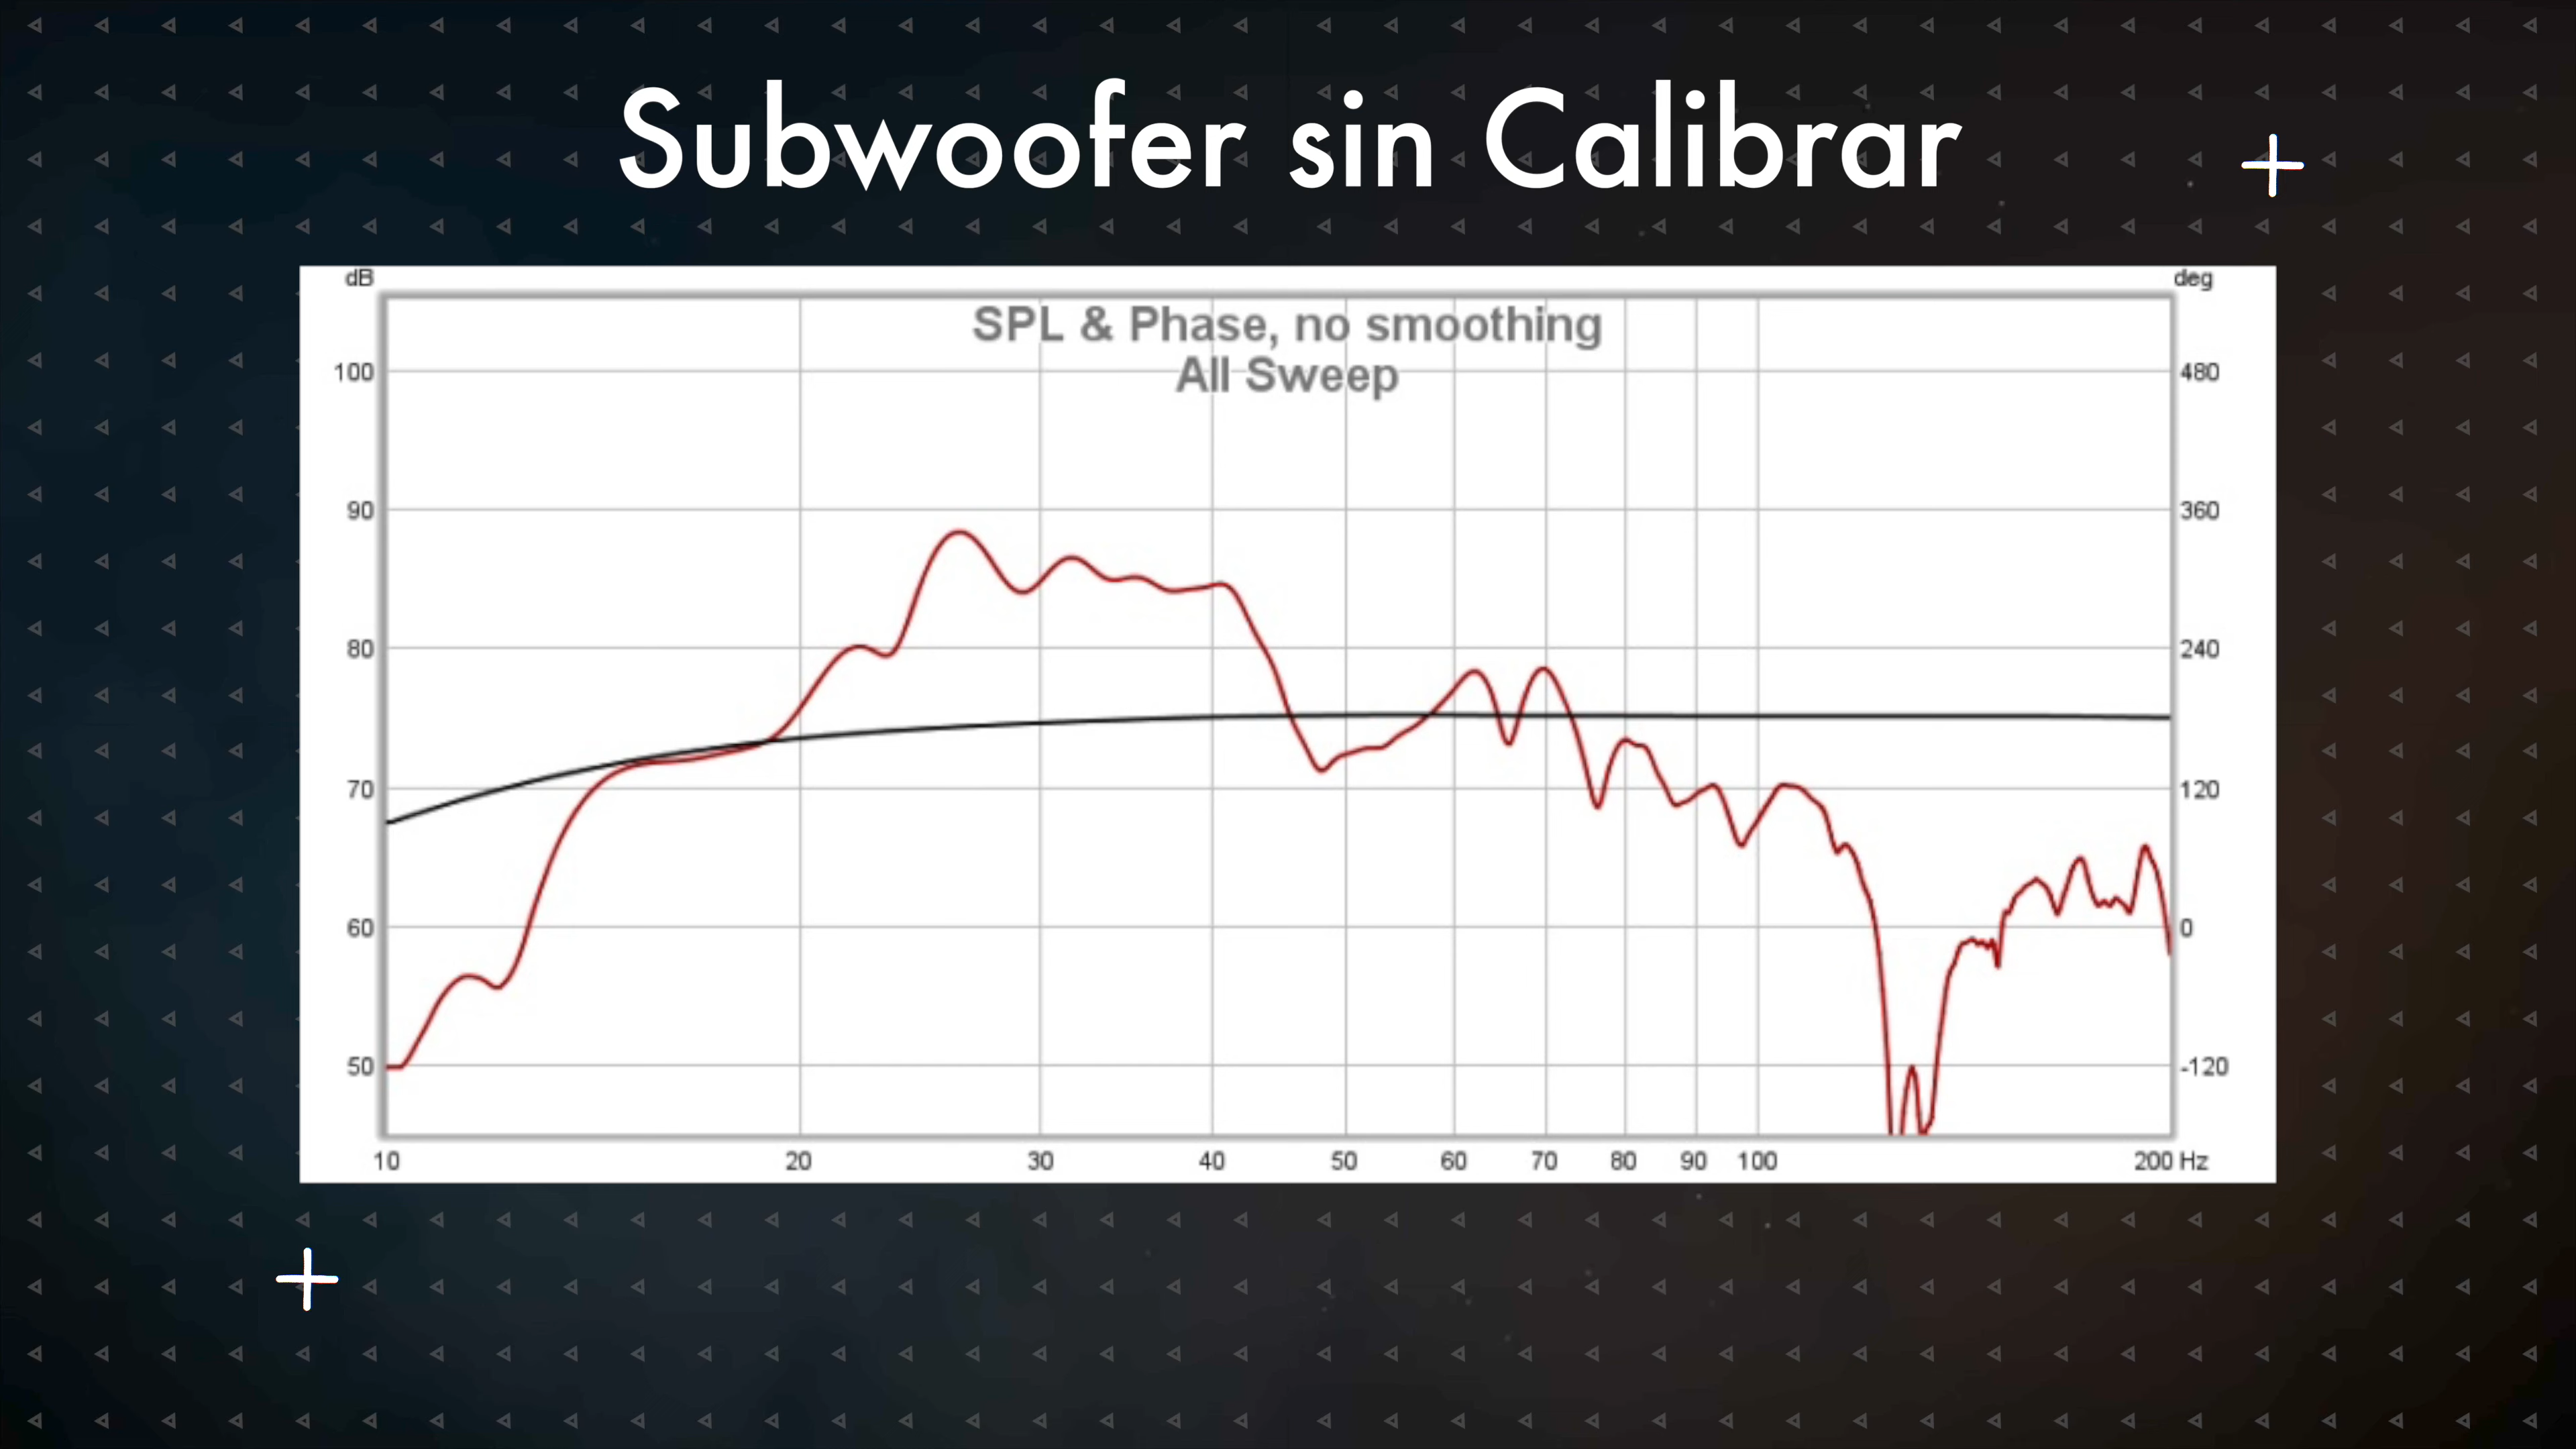 Subwoofer sin Calibrar
dB
deg
SPL & Phase, no smoothing
All Sweep
100
480
90
360
80
240
70
120
60
0
50
-120
10 20 30 40 50 60 70 80 90 100 200 Hz